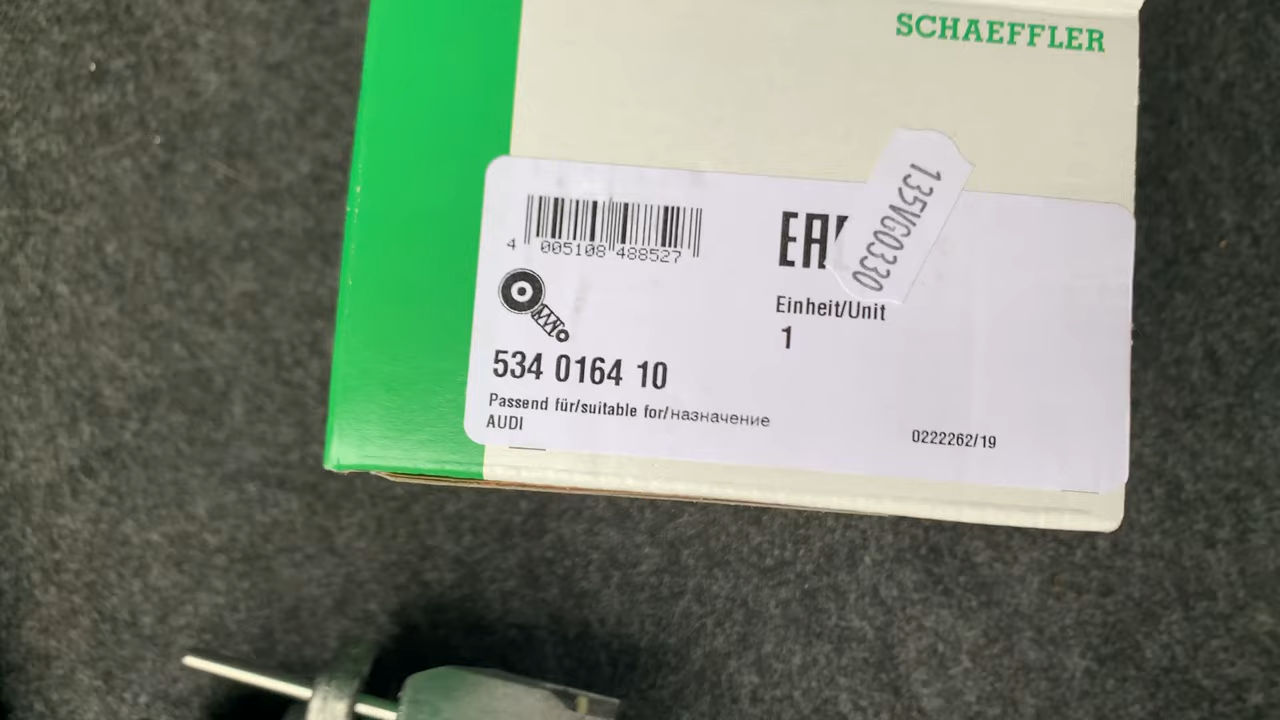 SCHAEFFLER
135VG0330
4 005108 488527
EAC
Einheit/Unit
1
534 0164 10
Passend für/suitable for/назначение
AUDI
0222262/19